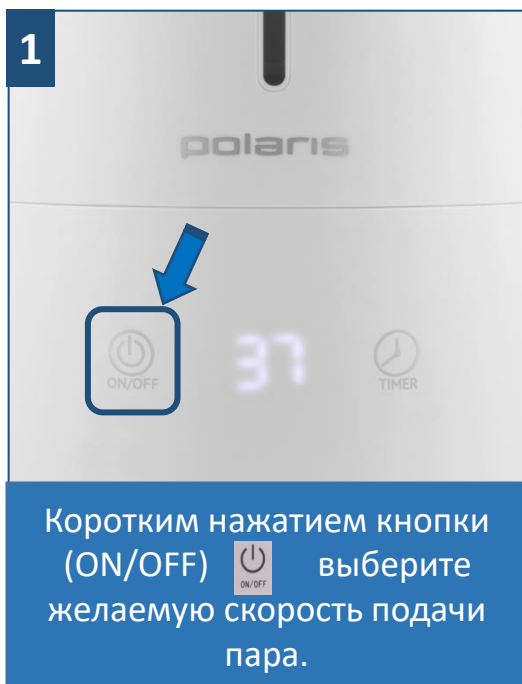 1
polaris
37
ON/OFF
TIMER
Коротким нажатием кнопки
(ON/OFF) ON/OFF выберите
желаемую скорость подачи
пара.